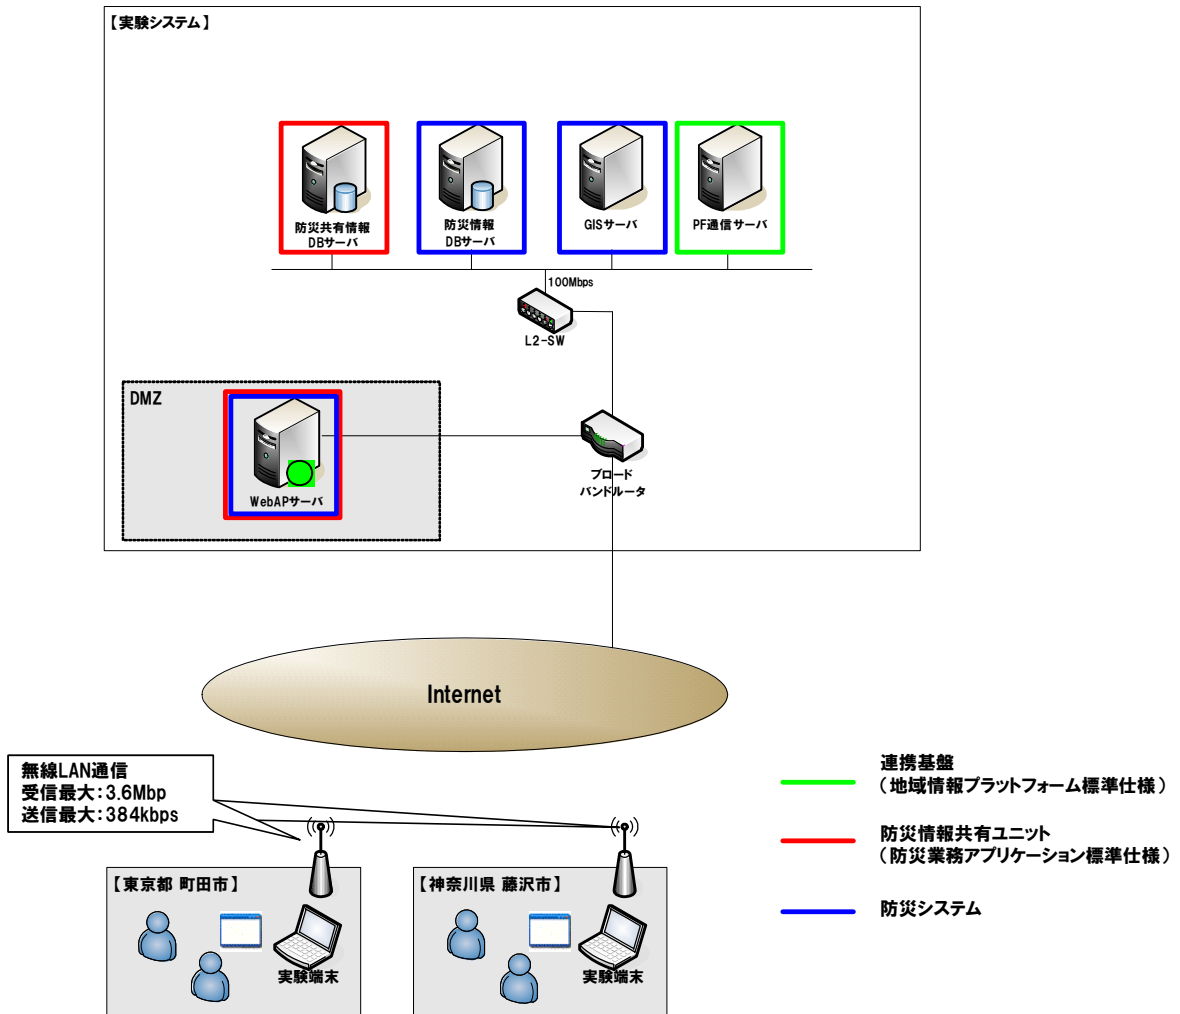 【実験システム】
防災共有情報
DBサーバ
防災情報
DBサーバ
GISサーバ
PF通信サーバ
100Mbps
L2-SW
DMZ
WebAPサーバ
ブロード
バンドルータ
Internet
無線LAN通信
受信最大：3.6Mbp
送信最大：384kbps
【東京都 町田市】
実験端末
【神奈川県 藤沢市】
実験端末
連携基盤
（地域情報プラットフォーム標準仕様）
防災情報共有ユニット
（防災業務アプリケーション標準仕様）
防災システム